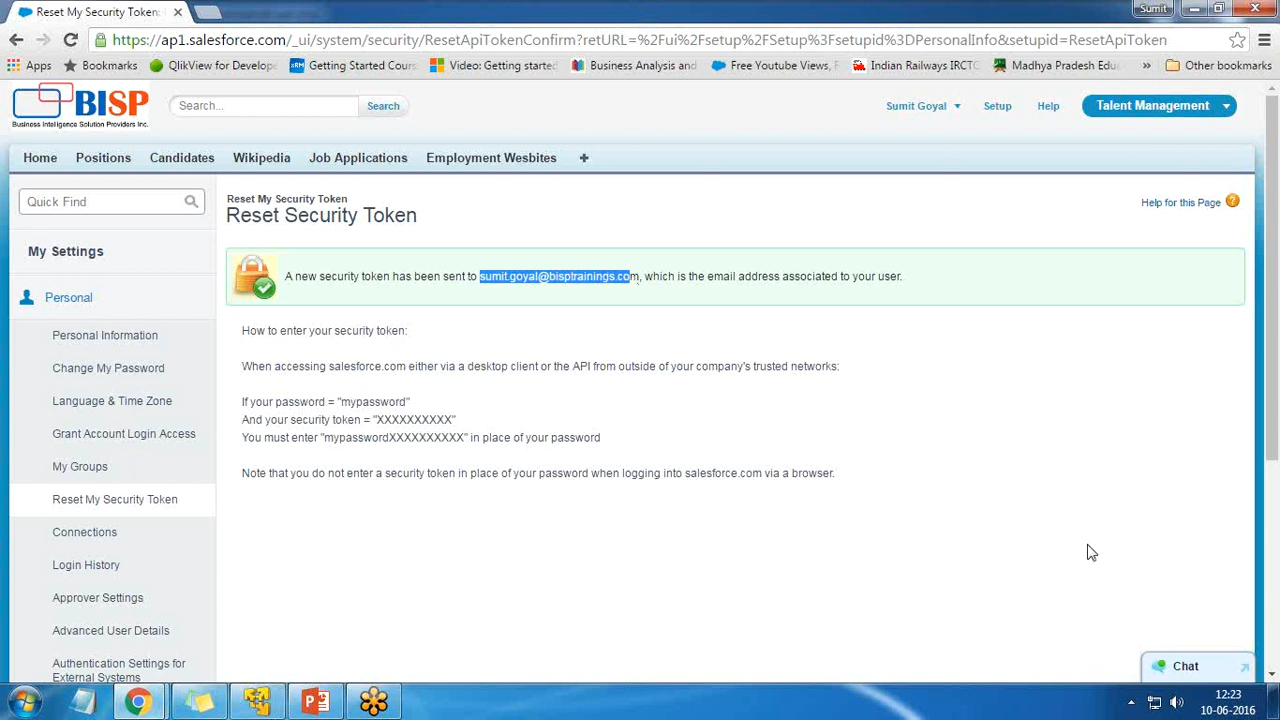 Reset My Security Token:
Sumit
https://ap1.salesforce.com/_ui/system/security/ResetApiTokenConfirm?retURL=%2Fui%2Fsetup%2FSetup%3Fsetupid%3DPersonalInfo&setupid=ResetApiToken
Apps Bookmarks QlikView for Develope Getting Started Cours Video: Getting started Business Analysis and Free Youtube Views, F Indian Railways IRCTC Madhya Pradesh Edu » Other bookmarks
BISP
Business Intelligence Solution Providers Inc.
Search... Search
Sumit Goyal Setup Help Talent Management
Home Positions Candidates Wikipedia Job Applications Employment Wesbites +
Quick Find
My Settings
Personal
Personal Information
Change My Password
Language & Time Zone
Grant Account Login Access
My Groups
Reset My Security Token
Connections
Login History
Approver Settings
Advanced User Details
Authentication Settings for
External Systems
Reset My Security Token
Reset Security Token
Help for this Page ?
A new security token has been sent to sumit.goyal@bisptrainings.com, which is the email address associated to your user.
How to enter your security token:
When accessing salesforce.com either via a desktop client or the API from outside of your company's trusted networks:
If your password = "mypassword"
And your security token = "XXXXXXXXXX"
You must enter "mypasswordXXXXXXXXXX" in place of your password
Note that you do not enter a security token in place of your password when logging into salesforce.com via a browser.
Chat
12:23
10-06-2016